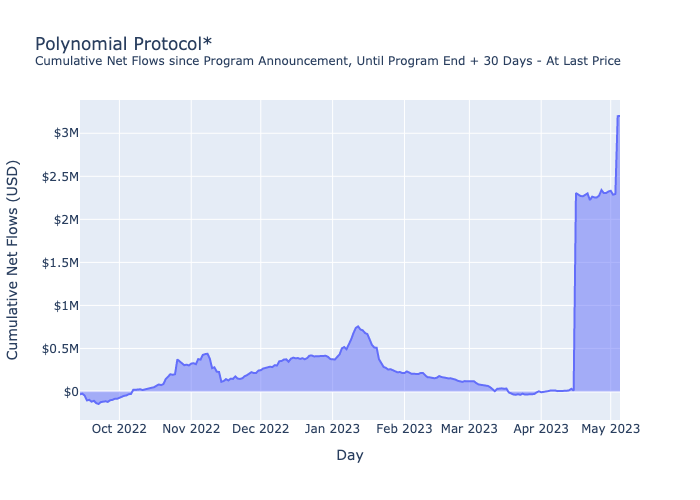 Polynomial Protocol*
Cumulative Net Flows since Program Announcement, Until Program End + 30 Days - At Last Price
Cumulative Net Flows (USD)
$3M
$2.5M
$2M
$1.5M
$1M
$0.5M
$0
Oct 2022 Nov 2022 Dec 2022 Jan 2023 Feb 2023 Mar 2023 Apr 2023 May 2023
Day